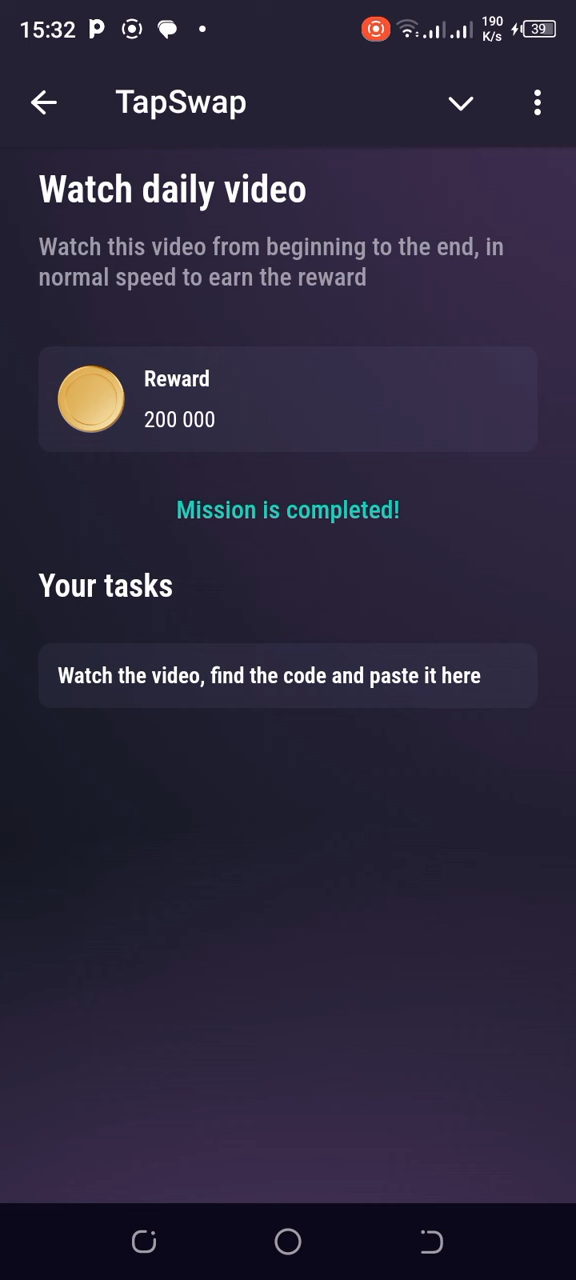 15:32
190
K/s
39
TapSwap
Watch daily video
Watch this video from beginning to the end, in
normal speed to earn the reward
Reward
200 000
Mission is completed!
Your tasks
Watch the video, find the code and paste it here